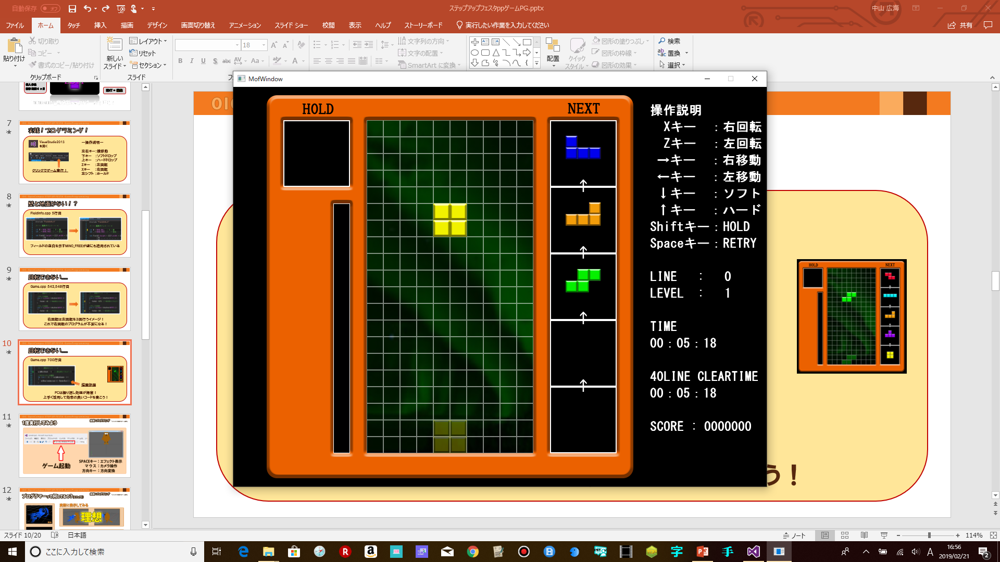 自動保存 オフ
ステップアップフェスタppゲームPG.pptx
中山 広海
ファイル ホーム タッチ 挿入 描画 デザイン 画面切り替え アニメーション スライド ショー 校閲 表示 ヘルプ ストーリーボード 実行したい作業を入力してください 共有
貼り付け
切り取り
コピー
書式のコピー/貼り付け
クリップボード
新しい
スライド
レイアウト
リセット
セクション
スライド
18
B I U S abc AV Aa
文字列の方向
文字の配置
SmartArt に変換
配置
クイック
スタイル
図形の塗りつぶし
図形の枠線
図形の効果
検索
置換
選択
7
実践！プログラミング！
VisualStudio2013
を開く
ー操作説明ー
左右キー：横移動
下キー ：ソフトドロップ
上キー ：ハードドロップ
Zキー ：左回転
Xキー ：右回転
左シフト：ホールド
クリックでゲーム実行！
8
壁と地面がない！？
FieldInfo.cpp 5行目
フィールドの空白を示すMINO_FREEが壁にも適用されている
9
回転できない…
Game.cpp 542,548行目
右回転は左回転を3回行うイメージ！
これで右回転のプログラムが不要になる！
10
回転できない…
Game.cpp 700行目
描画処理
PCは繰り返し処理が得意！
上手く活用して効率の良いコードを書こう！
11
1度実行してみよう
ゲーム起動
SPACEキー：エフェクト表示
マウス：カメラ操作
方向キー：方向変換
12
プログラマーって何してるの？
実際に表示してみる
理想
MofWindow
HOLD
NEXT
操作説明
Xキー ：右回転
Zキー ：左回転
→キー ：右移動
←キー ：左移動
↓キー ：ソフト
↑キー ：ハード
Shiftキー：HOLD
Spaceキー：RETRY
LINE ： 0
LEVEL ： 1
TIME
00：05：18
40LINE CLEARTIME
00：05：18
SCORE ： 0000000
HOLD
NEXT
う！
スライド 10/20 日本語
ノート
114%
ここに入力して検索
A
16:56
2019/02/21
2